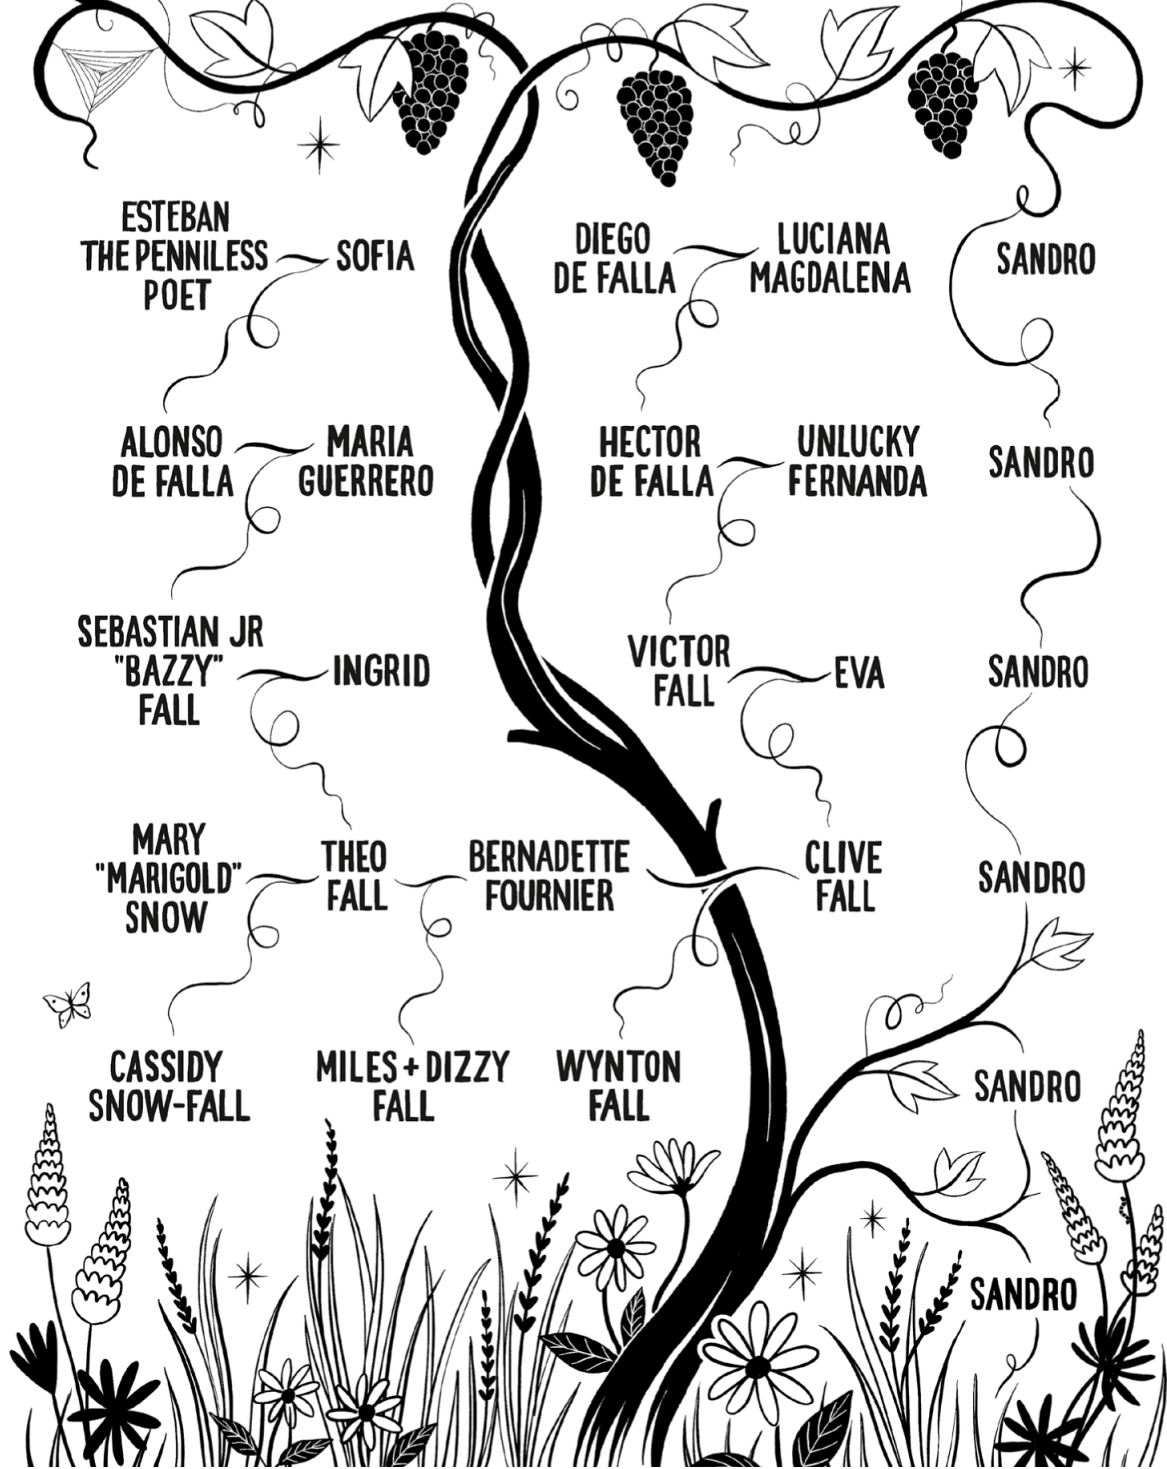 ESTEBAN
THE PENNILESS
POET
SOFIA
DIEGO
DE FALLA
LUCIANA
MAGDALENA
SANDRO
ALONSO
DE FALLA
MARIA
GUERRERO
HECTOR
DE FALLA
UNLUCKY
FERNANDA
SANDRO
SEBASTIAN JR
"BAZZY"
FALL
INGRID
VICTOR
FALL
EVA
SANDRO
MARY
"MARIGOLD"
SNOW
THEO
FALL
BERNADETTE
FOURNIER
CLIVE
FALL
SANDRO
CASSIDY
SNOW-FALL
MILES + DIZZY
FALL
WYNTON
FALL
SANDRO
SANDRO